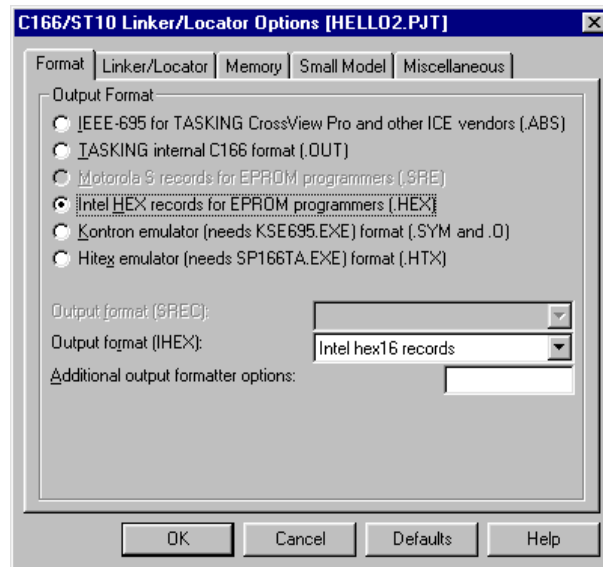 C166/ST10 Linker/Locator Options [HELLO2.PJT]
Format Linker/Locator Memory Small Model Miscellaneous
Output Format
IEEE-695 for TASKING CrossView Pro and other ICE vendors (.ABS)
TASKING internal C166 format (.OUT)
Motorola S records for EPROM programmers (.SRE)
Intel HEX records for EPROM programmers (.HEX)
Kontron emulator (needs KSE695.EXE) format (.SYM and .O)
Hitex emulator (needs SP166TA.EXE) format (.HTX)
Output format (SREC):
Output format (IHEX): Intel hex16 records
Additional output formatter options:
OK Cancel Defaults Help